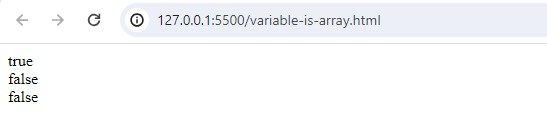 127.0.0.1:5500/variable-is-array.html
true
false
false